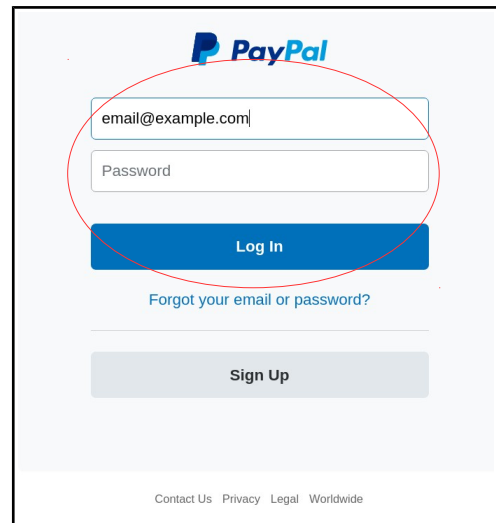 PayPal
email@example.com
Password
Log In
Forgot your email or password?
Sign Up
Contact Us Privacy Legal Worldwide